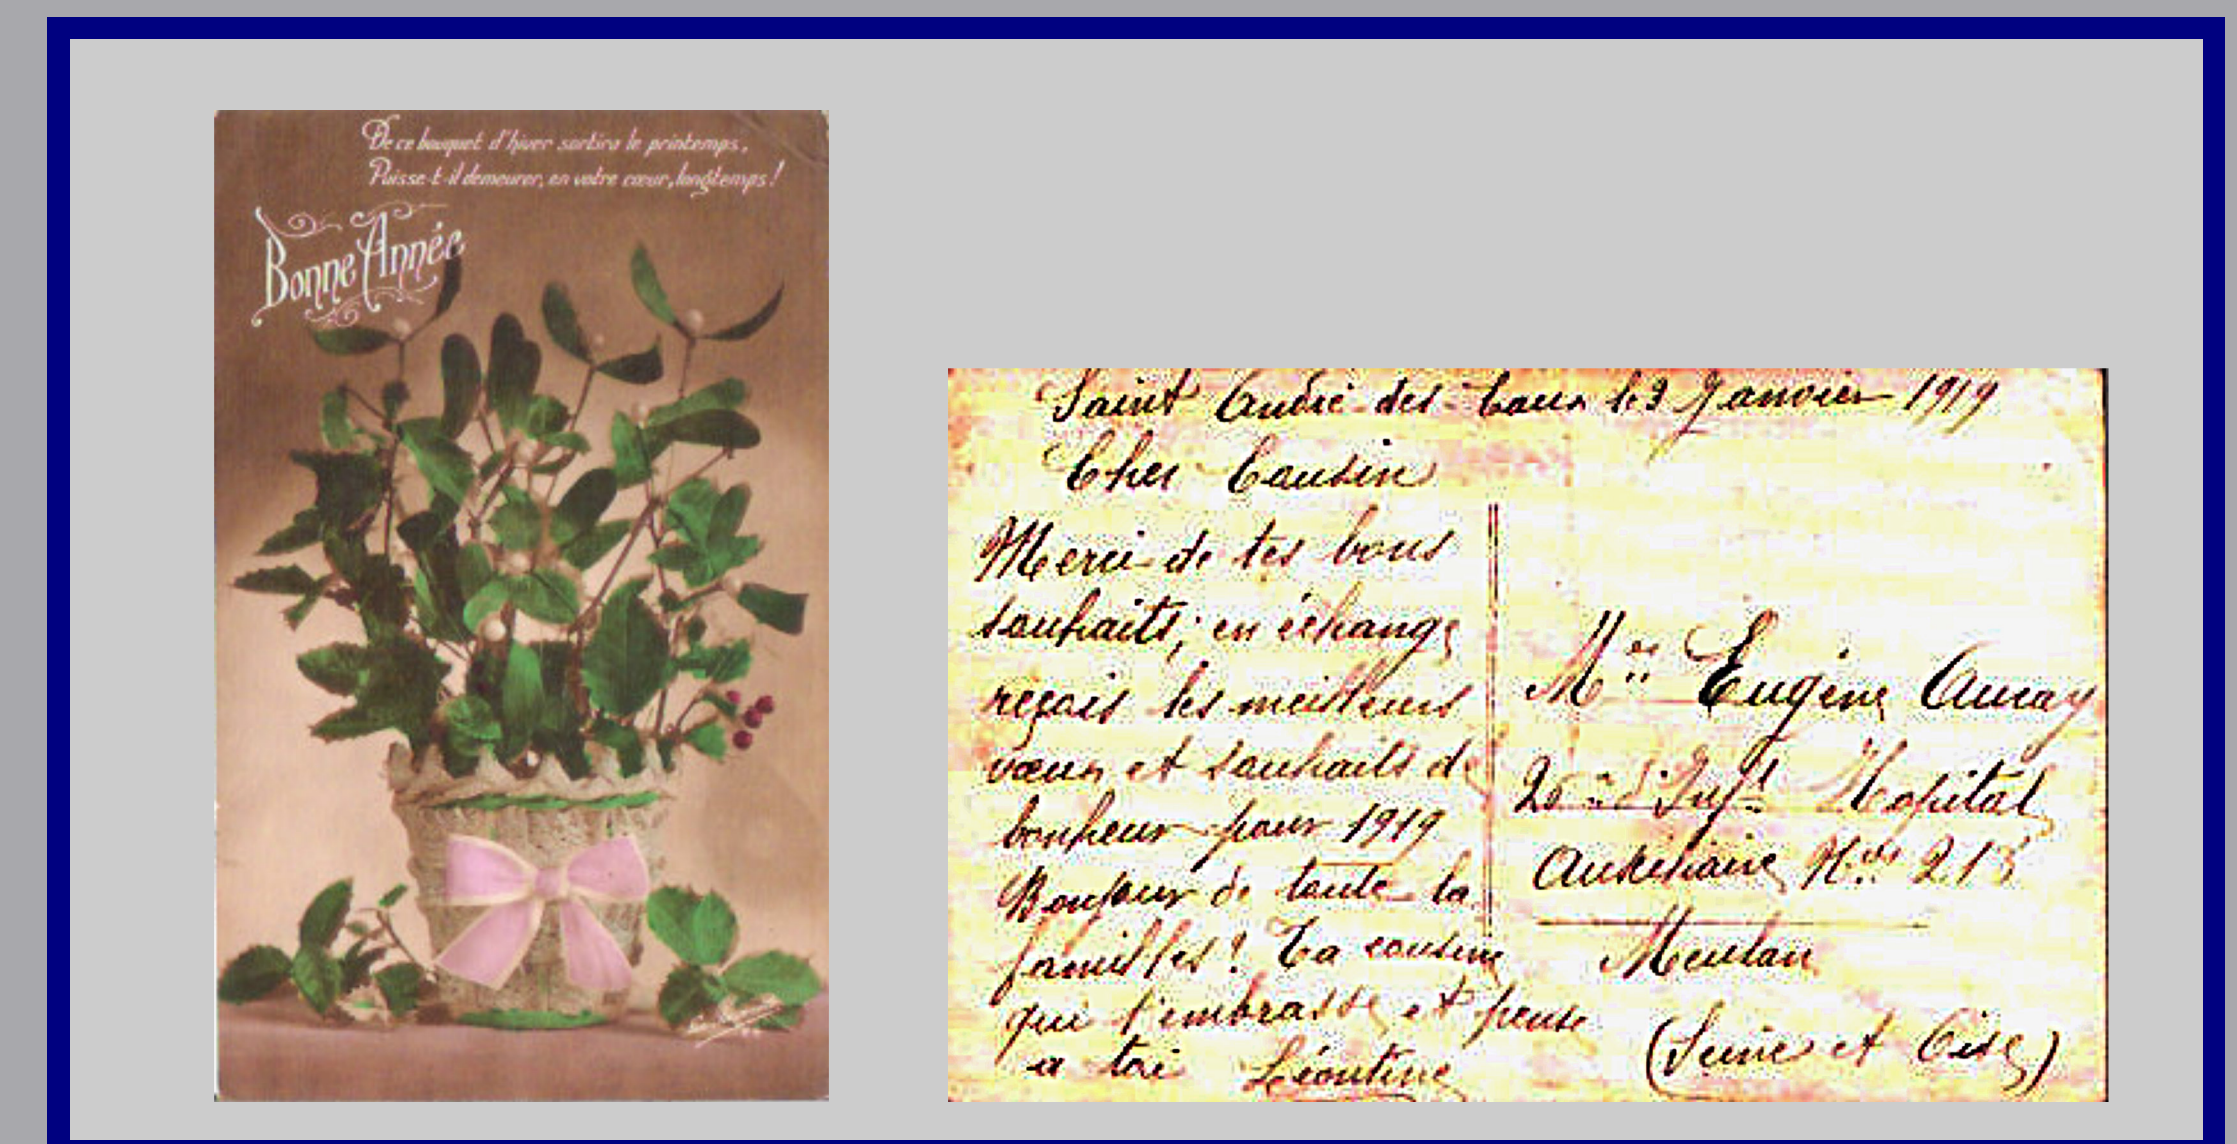 De ce bouquet d'hiver sortira le printemps,
Puisse-t-il demeurer, en votre cœur, longtemps!
Bonne Année
Saint André des Eaux le 3 Janvier 1919
Cher Cousin
Merci de tes bons
souhaits; en échange
reçois les meilleurs
vœux et souhaits de
bonheur pour 1919
Bonjour de toute la
familles! Ta cousine
qui t'embrasse et pense
a toi Léontine
Mr Eugène Auray
Hopital
Auxiliaire N° 213
Meulan
(Seine et Oise)